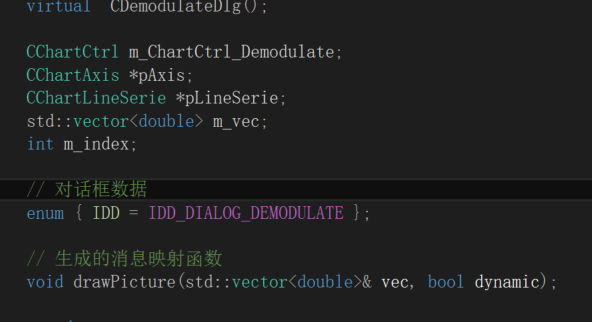 virtual  CDemodulateDlg();
CChartCtrl m_ChartCtrl_Demodulate;
CChartAxis *pAxis;
CChartLineSerie *pLineSerie;
std::vector<double> m_vec;
int m_index;
// 对话框数据
enum { IDD = IDD_DIALOG_DEMODULATE };
// 生成的消息映射函数
void drawPicture(std::vector<double>& vec, bool dynamic);